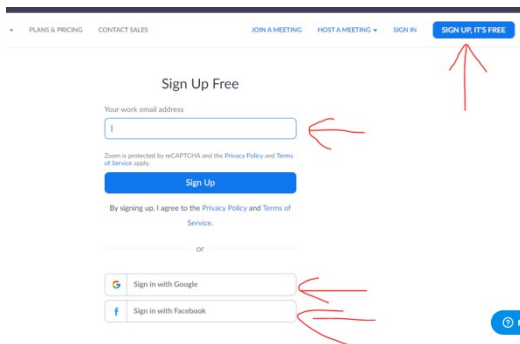 PLANS & PRICING CONTACT SALES JOIN A MEETING HOST A MEETING SIGN IN SIGN UP, IT'S FREE
Sign Up Free
Your work email address
Zoom is protected by reCAPTCHA and the Privacy Policy and Terms
of Service apply.
Sign Up
By signing up, I agree to the Privacy Policy and Terms of
Service.
or
Sign in with Google
Sign in with Facebook